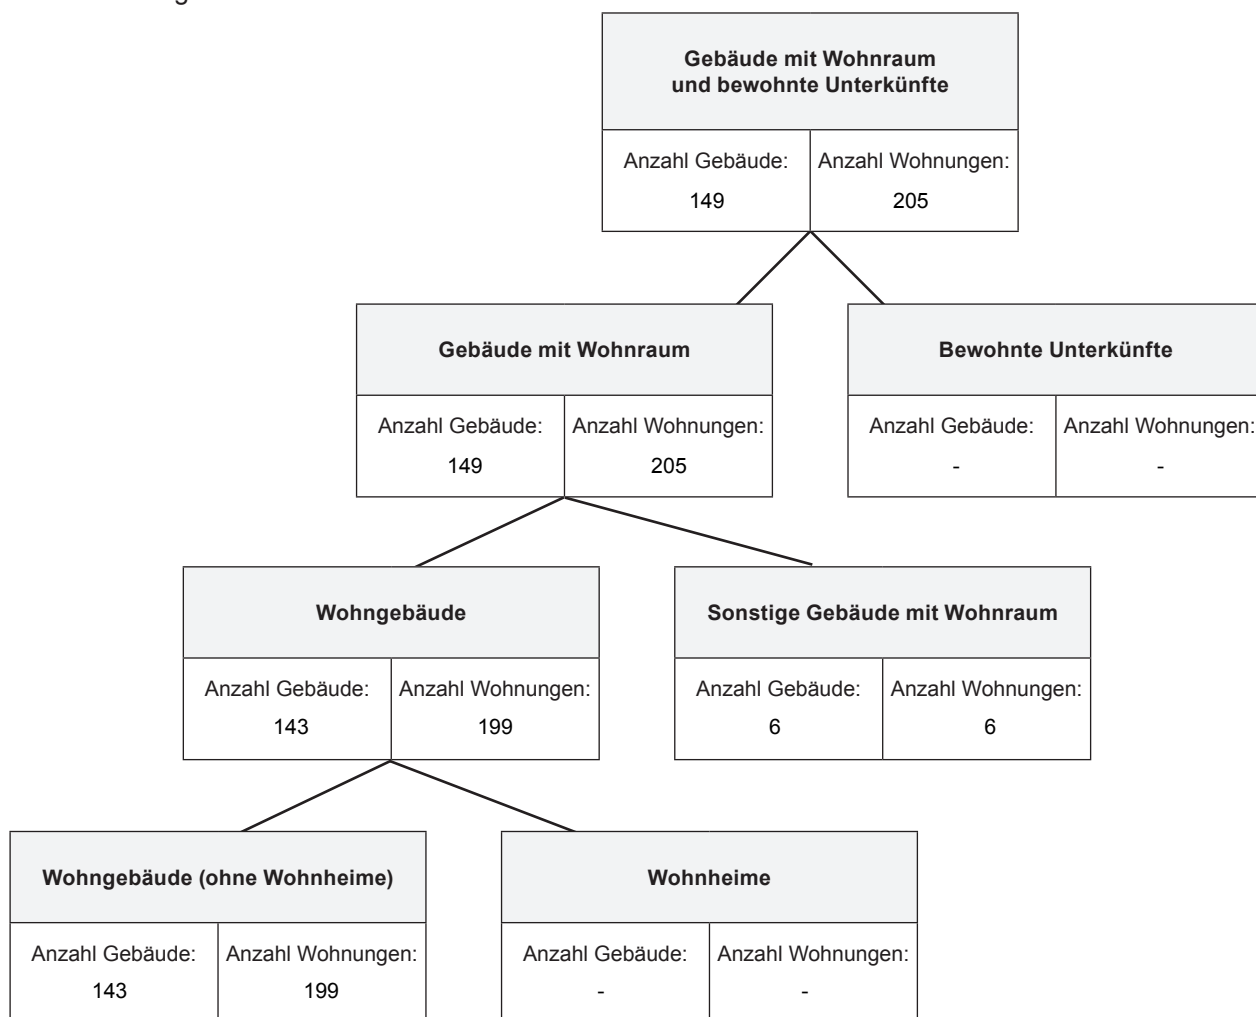 Gebäude mit Wohnraum
und bewohnte Unterkünfte
Anzahl Gebäude: Anzahl Wohnungen:
149 205
Gebäude mit Wohnraum
Bewohnte Unterkünfte
Anzahl Gebäude: Anzahl Wohnungen:
149 205
Anzahl Gebäude: Anzahl Wohnungen:
- -
Wohngebäude
Sonstige Gebäude mit Wohnraum
Anzahl Gebäude: Anzahl Wohnungen:
143 199
Anzahl Gebäude: Anzahl Wohnungen:
6 6
Wohngebäude (ohne Wohnheime)
Wohnheime
Anzahl Gebäude: Anzahl Wohnungen:
143 199
Anzahl Gebäude: Anzahl Wohnungen:
- -